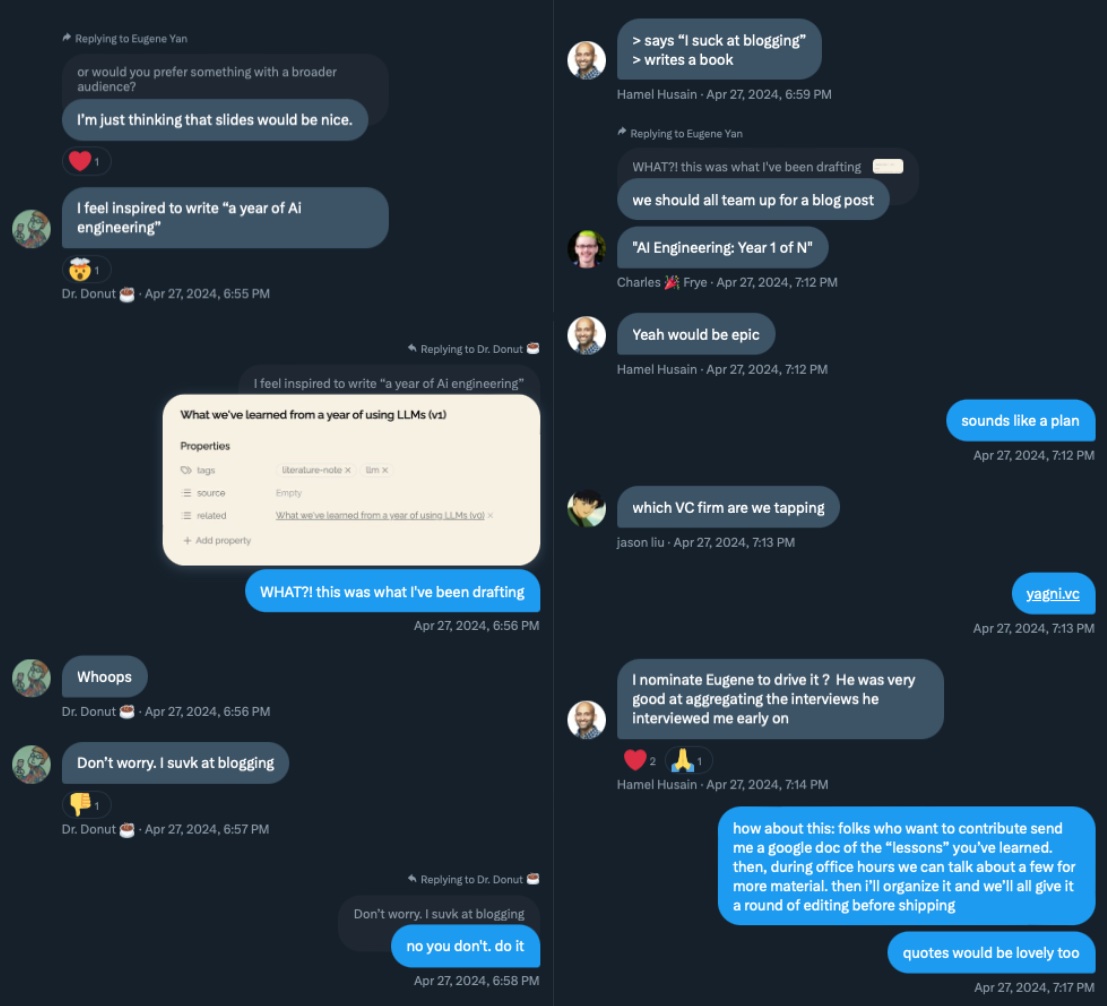 Replying to Eugene Yan
or would you prefer something with a broader
audience?
I'm just thinking that slides would be nice.
❤️ 1
I feel inspired to write “a year of Ai
engineering”
🤯 1
Dr. Donut ☕ · Apr 27, 2024, 6:55 PM
Replying to Dr. Donut ☕
I feel inspired to write “a year of Ai engineering”
What we've learned from a year of using LLMs (v1)
Properties
tags literature-note × llm ×
source Empty
related What we've learned from a year of using LLMs (v0) ×
+ Add property
WHAT?! this was what I've been drafting
Apr 27, 2024, 6:56 PM
Whoops
Dr. Donut ☕ · Apr 27, 2024, 6:56 PM
Don't worry. I suvk at blogging
👎 1
Dr. Donut ☕ · Apr 27, 2024, 6:57 PM
Replying to Dr. Donut ☕
Don't worry. I suvk at blogging
no you don't. do it
Apr 27, 2024, 6:58 PM
> says “I suck at blogging”
> writes a book
Hamel Husain · Apr 27, 2024, 6:59 PM
Replying to Eugene Yan
WHAT?! this was what I've been drafting
we should all team up for a blog post
"AI Engineering: Year 1 of N"
Charles 🎉 Frye · Apr 27, 2024, 7:12 PM
Yeah would be epic
Hamel Husain · Apr 27, 2024, 7:12 PM
sounds like a plan
Apr 27, 2024, 7:12 PM
which VC firm are we tapping
jason liu · Apr 27, 2024, 7:13 PM
yagni.vc
Apr 27, 2024, 7:13 PM
I nominate Eugene to drive it ? He was very
good at aggregating the interviews he
interviewed me early on
❤️ 2 🙏 1
Hamel Husain · Apr 27, 2024, 7:14 PM
how about this: folks who want to contribute send
me a google doc of the “lessons” you've learned.
then, during office hours we can talk about a few for
more material. then i'll organize it and we'll all give it
a round of editing before shipping
quotes would be lovely too
Apr 27, 2024, 7:17 PM